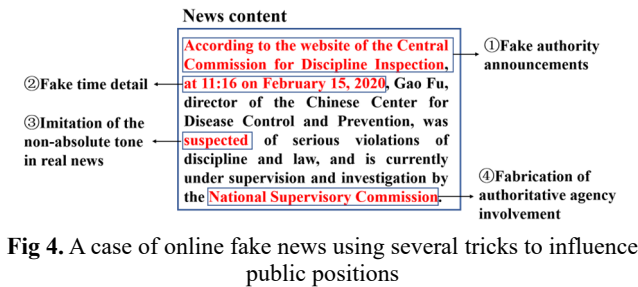 News content
According to the website of the Central
Commission for Discipline Inspection,
at 11:16 on February 15, 2020, Gao Fu,
director of the Chinese Center for
Disease Control and Prevention, was
suspected of serious violations of
discipline and law, and is currently
under supervision and investigation by
the National Supervisory Commission.
①Fake authority
announcements
②Fake time detail
③Imitation of the
non-absolute tone
in real news
④Fabrication of
authoritative agency
involvement
Fig 4. A case of online fake news using several tricks to influence
public positions